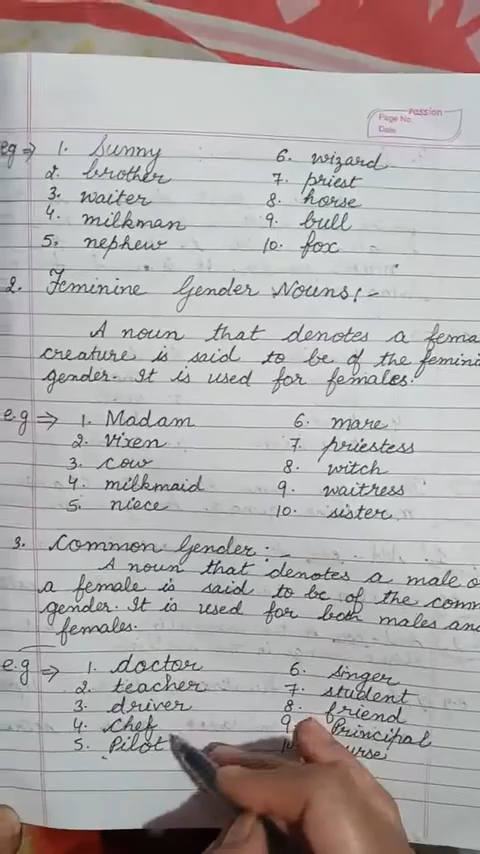 Passion
Page No.
Date
eg ⇒ 1. Sunny 6. wizard
2. brother 7. priest
3. waiter 8. horse
4. milkman 9. bull
5. nephew 10. fox
2. Feminine Gender Nouns:-
A noun that denotes a fema
creature is said to be of the femini
gender. It is used for females.
e.g ⇒ 1. Madam 6. mare
2. vixen 7. priestess
3. cow 8. witch
4. milkmaid 9. waitress
5. niece 10. sister
3. Common Gender:-
A noun that denotes a male o
a female is said to be of the comm
gender. It is used for both males and
females.
e.g ⇒ 1. doctor 6. singer
2. teacher 7. student
3. driver 8. friend
4. Chef 9 Principal
5. Pilot 10 urse